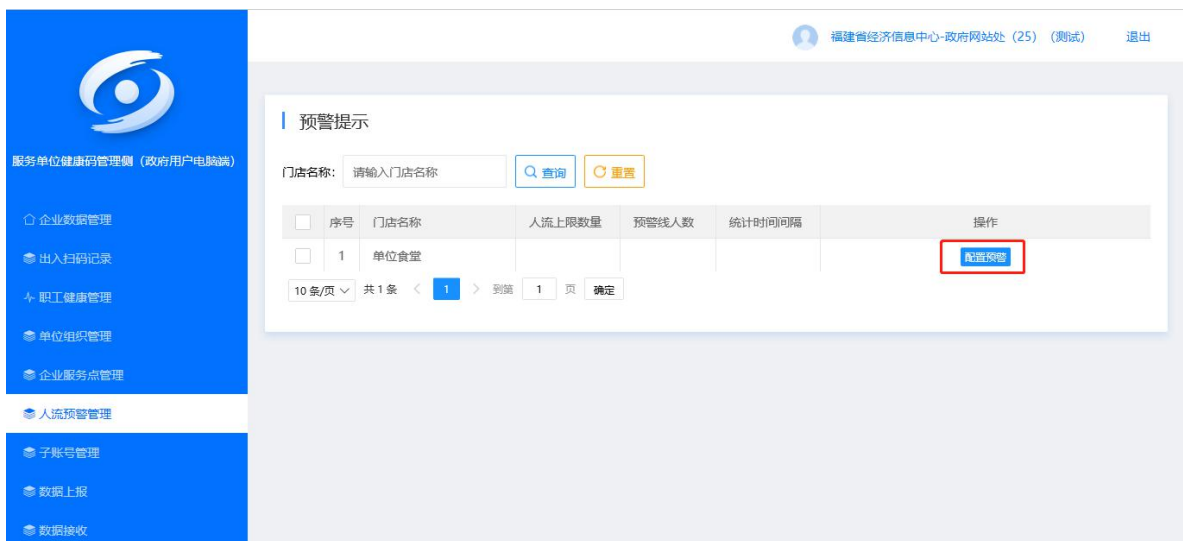 福建省经济信息中心-政府网站处（25）（测试） 退出
服务单位健康码管理侧（政府用户电脑端）
企业数据管理
出入扫码记录
职工健康管理
单位组织管理
企业服务点管理
人流预警管理
子账号管理
数据上报
数据接收
预警提示
门店名称： 请输入门店名称 查询 重置
序号 门店名称 人流上限数量 预警线人数 统计时间间隔 操作
1 单位食堂 配置预警
10 条/页 共 1 条 < 1 > 到第 1 页 确定